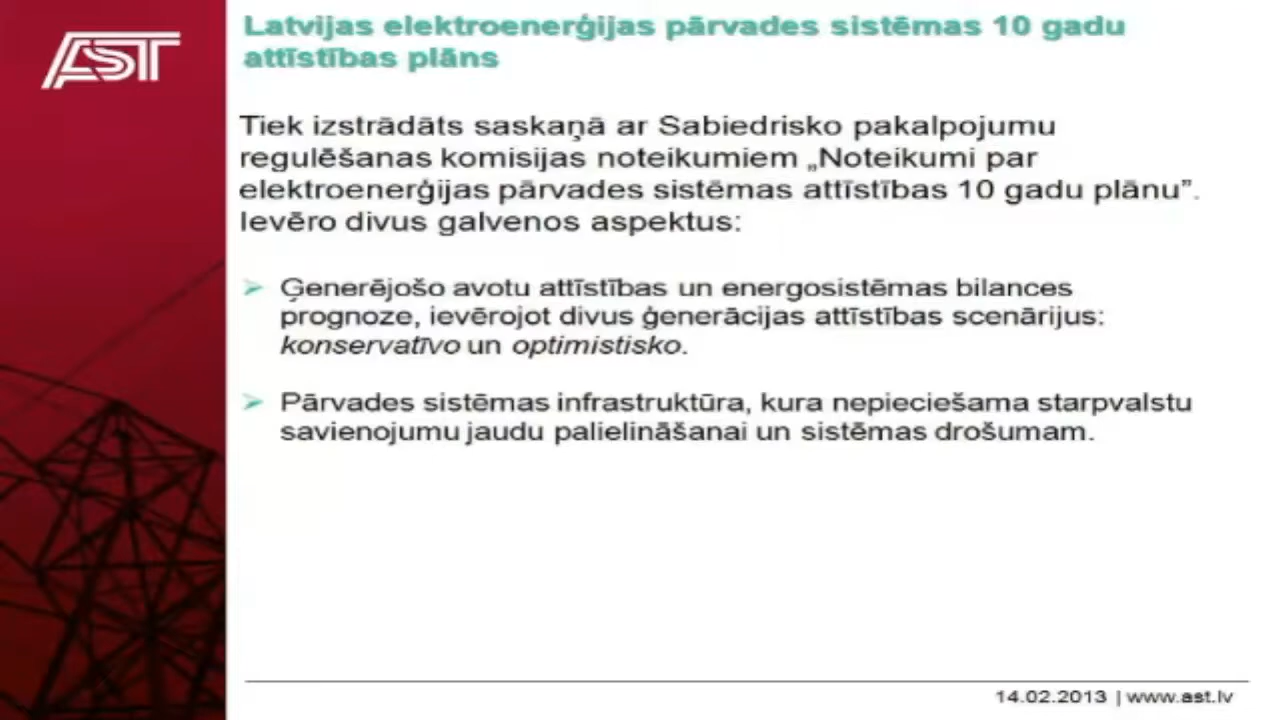 AST
Latvijas elektroenerģijas pārvades sistēmas 10 gadu
attīstības plāns
Tiek izstrādāts saskaņā ar Sabiedrisko pakalpojumu
regulēšanas komisijas noteikumiem „Noteikumi par
elektroenerģijas pārvades sistēmas attīstības 10 gadu plānu”.
Ievēro divus galvenos aspektus:
➢ Ģenerējošo avotu attīstības un energosistēmas bilances
prognoze, ievērojot divus ģenerācijas attīstības scenārijus:
konservatīvo un optimistisko.
➢ Pārvades sistēmas infrastruktūra, kura nepieciešama starpvalstu
savienojumu jaudu palielināšanai un sistēmas drošumam.
14.02.2013 | www.ast.lv